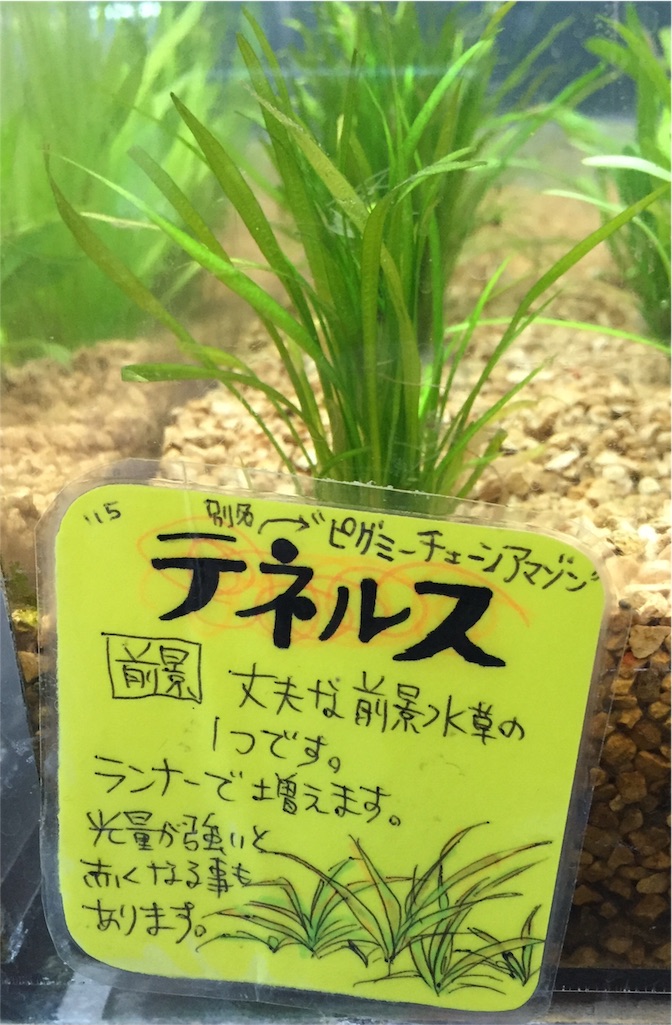 115
別名→ピグミーチェーンアマゾン
テネルス
前景
丈夫な前景水草の
1つです。
ランナーで増えます。
光量が強いと
赤くなる事も
あります。